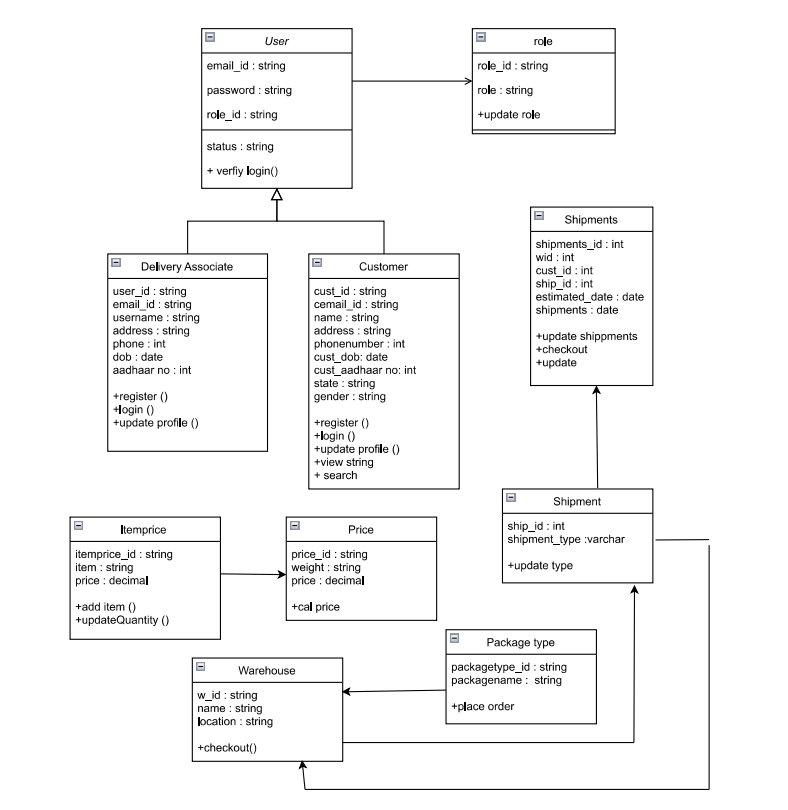 User
email_id : string
password : string
role_id : string
status : string
+ verfiy login()
role
role_id : string
role : string
+update role
Delivery Associate
user_id : string
email_id : string
username : string
address : string
phone : int
dob : date
aadhaar no : int
+register ()
+login ()
+update profile ()
Customer
cust_id : string
cemail_id : string
name : string
address : string
phonenumber : int
cust_dob: date
cust_aadhaar no: int
state : string
gender : string
+register ()
+login ()
+update profile ()
+view string
+ search
Shipments
shipments_id : int
wid : int
cust_id : int
ship_id : int
estimated_date : date
shipments : date
+update shippments
+checkout
+update
Shipment
ship_id : int
shipment_type :varchar
+update type
Itemprice
itemprice_id : string
item : string
price : decimal
+add item ()
+updateQuantity ()
Price
price_id : string
weight : string
price : decimal
+cal price
Package type
packagetype_id : string
packagename :  string
+place order
Warehouse
w_id : string
name : string
location : string
+checkout()